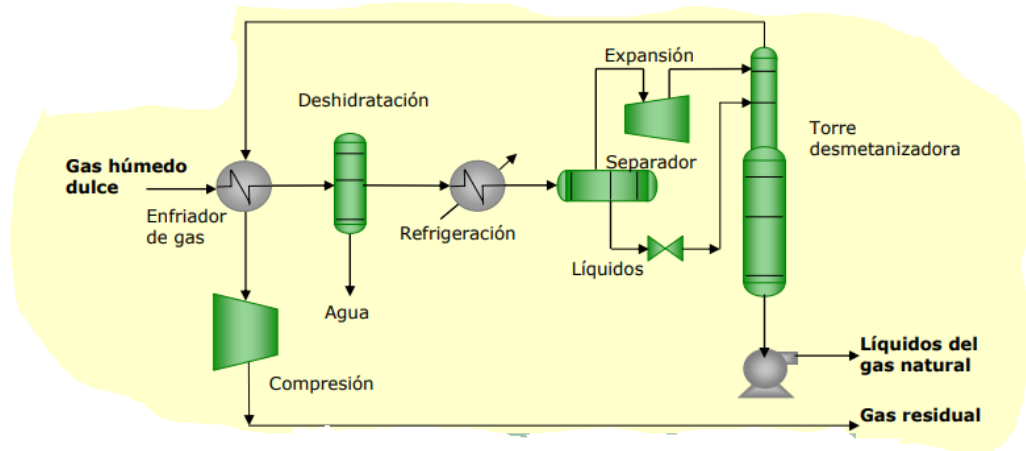 Expansión
Deshidratación
Torre
desmetanizadora
Gas húmedo
dulce
Separador
Enfriador
de gas
Refrigeración
Líquidos
Agua
Líquidos del
gas natural
Compresión
Gas residual